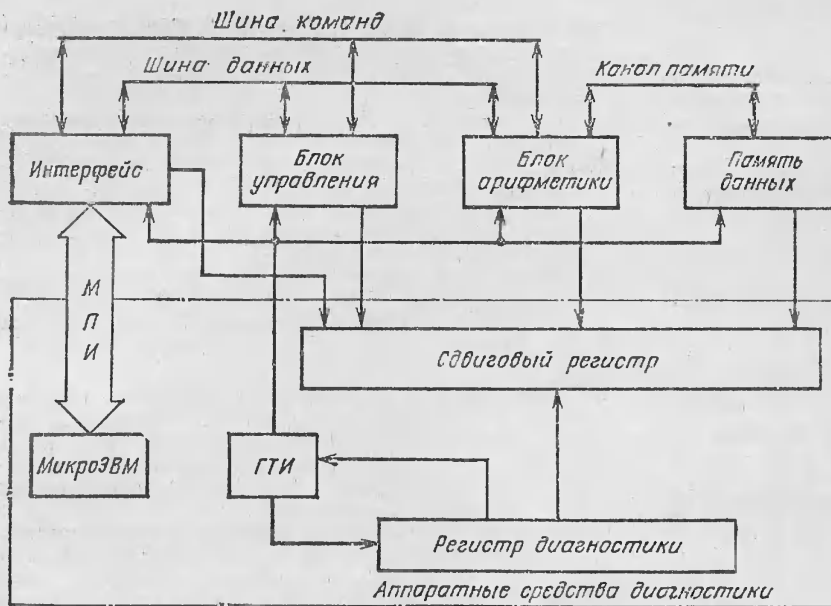 Шина команд
Шина данных
Канал памяти
Интерфейс
Блок
управления
Блок
арифметики
Память
данных
М
П
И
Сдвиговый регистр
МикроЭВМ
ГТИ
Регистр диагностики
Аппаратные средства диагностики